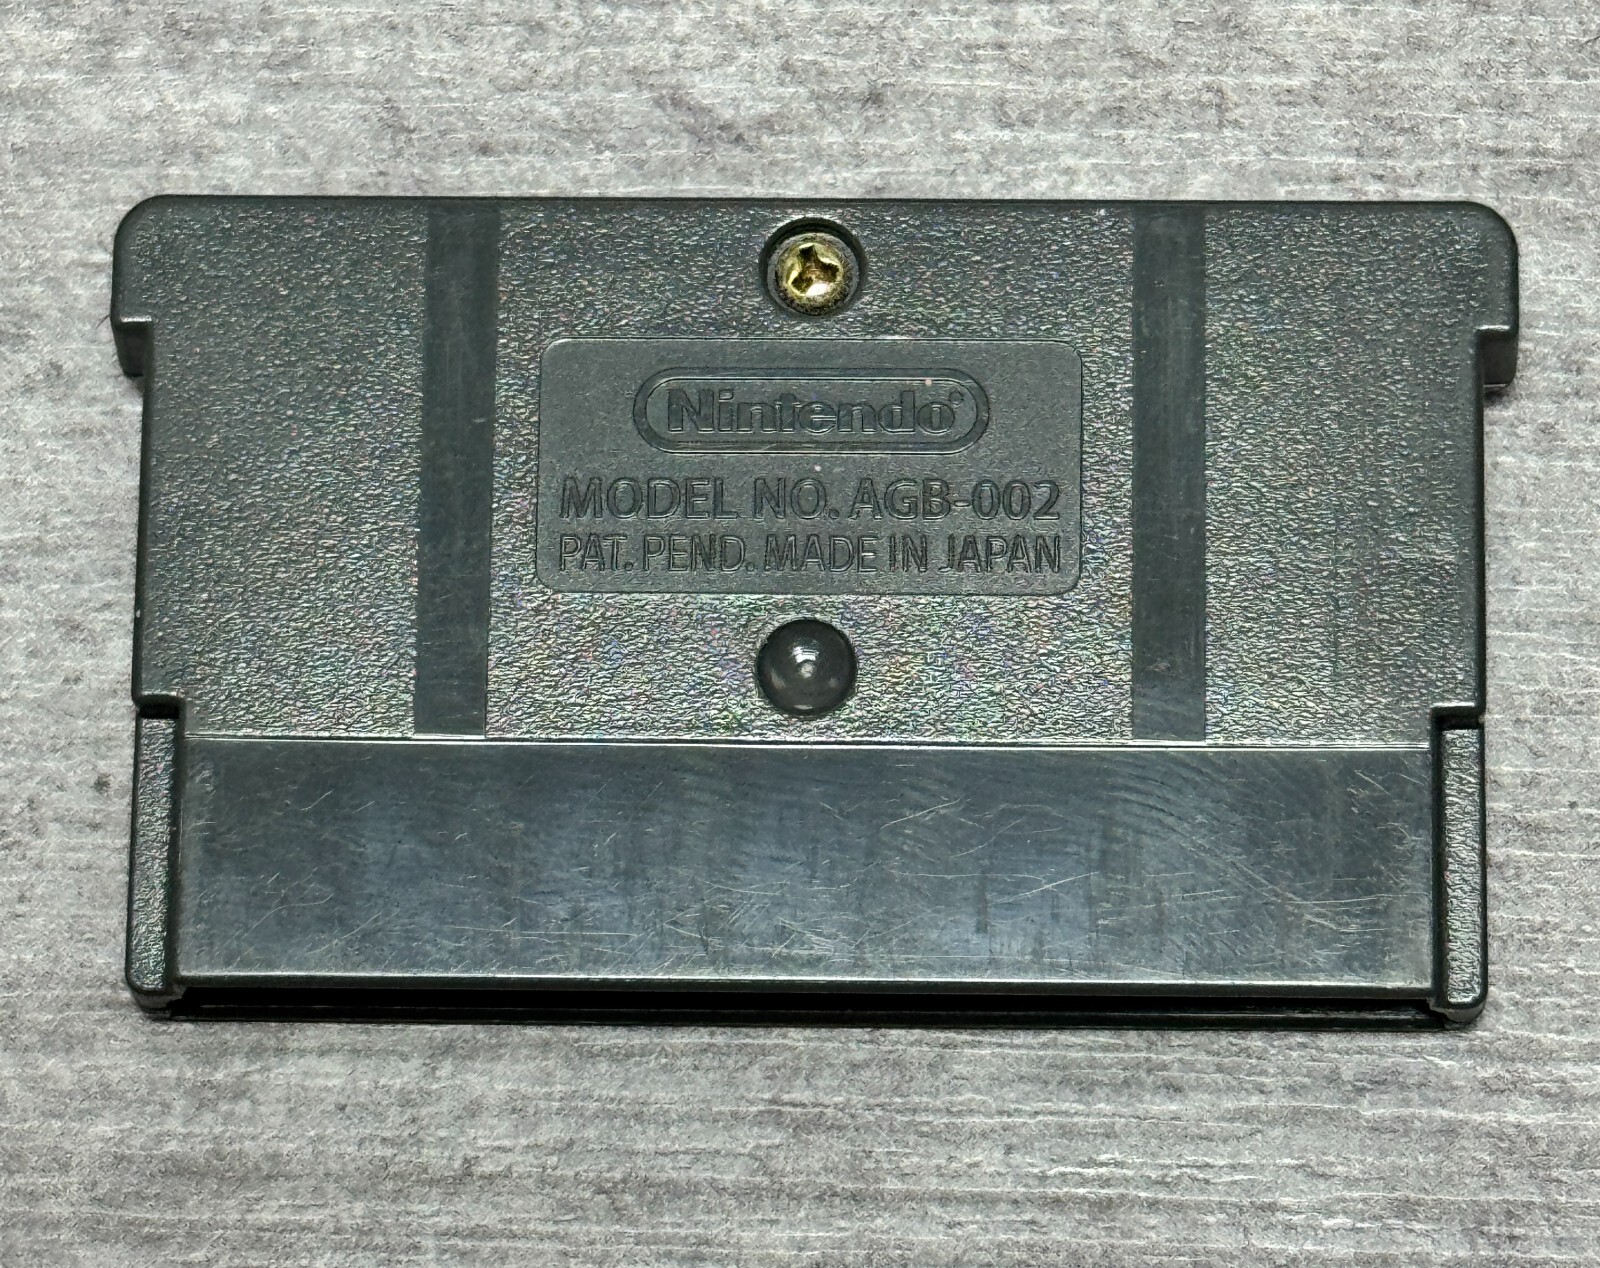 Nintendo®
MODEL NO. AGB-002
PAT. PEND. MADE IN JAPAN